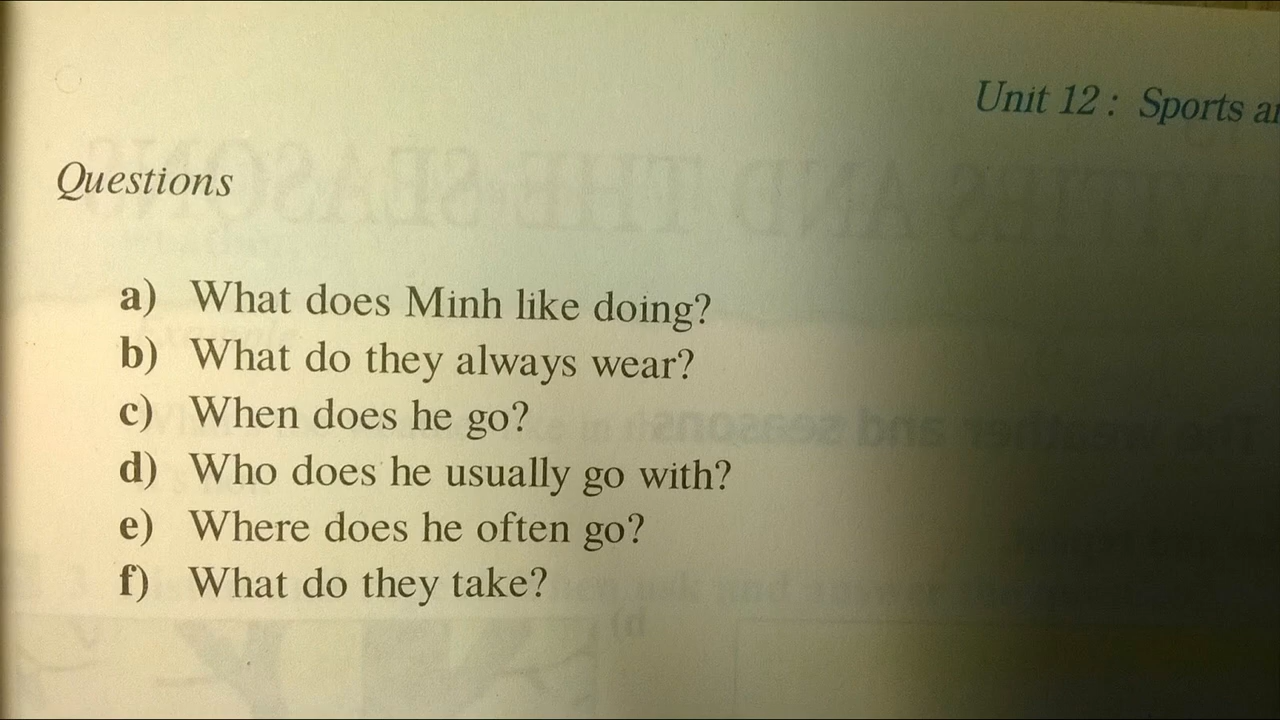 Unit 12 : Sports
Questions
a) What does Minh like doing?
b) What do they always wear?
c) When does he go?
d) Who does he usually go with?
e) Where does he often go?
f) What do they take?